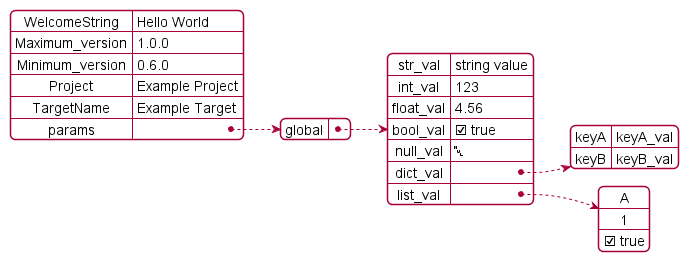 WelcomeString Hello World
Maximum_version 1.0.0
Minimum_version 0.6.0
Project Example Project
TargetName Example Target
params
global
str_val string value
int_val 123
float_val 4.56
bool_val ☑ true
null_val ␀
dict_val
list_val
keyA keyA_val
keyB keyB_val
A
1
☑ true